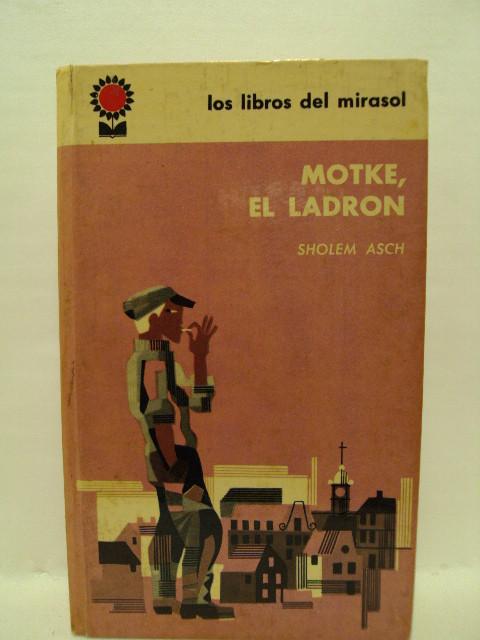 los libros del mirasol
MOTKE,
EL LADRON
SHOLEM ASCH